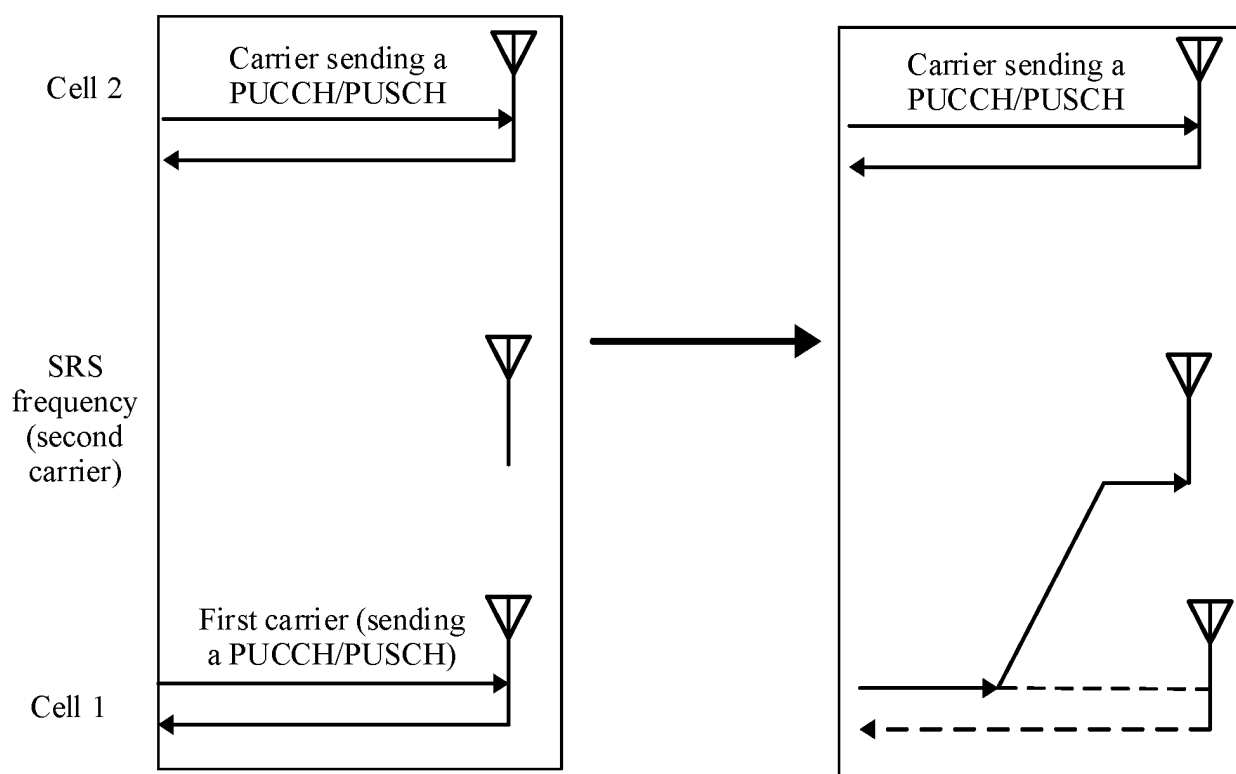 Cell 2
Carrier sending a
PUCCH/PUSCH
Carrier sending a
PUCCH/PUSCH
SRS
frequency
(second
carrier)
First carrier (sending
a PUCCH/PUSCH)
Cell 1